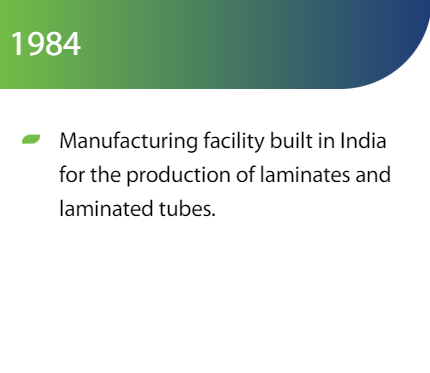 1984
Manufacturing facility built in India
for the production of laminates and
laminated tubes.